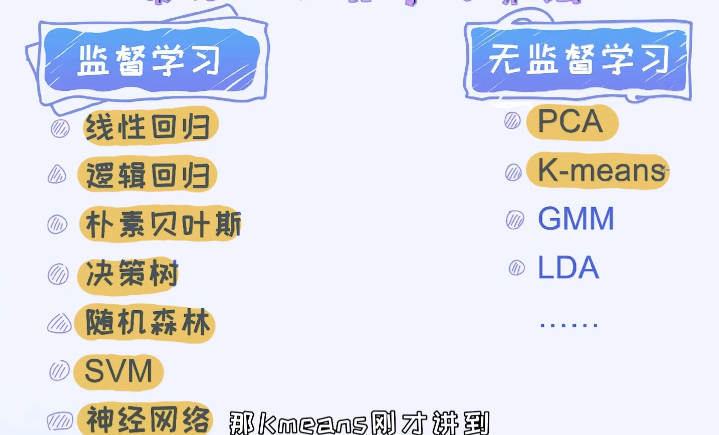 监督学习
线性回归
逻辑回归
朴素贝叶斯
决策树
随机森林
SVM
神经网络
无监督学习
PCA
K-means
GMM
LDA
......
那Kmeans刚才讲到